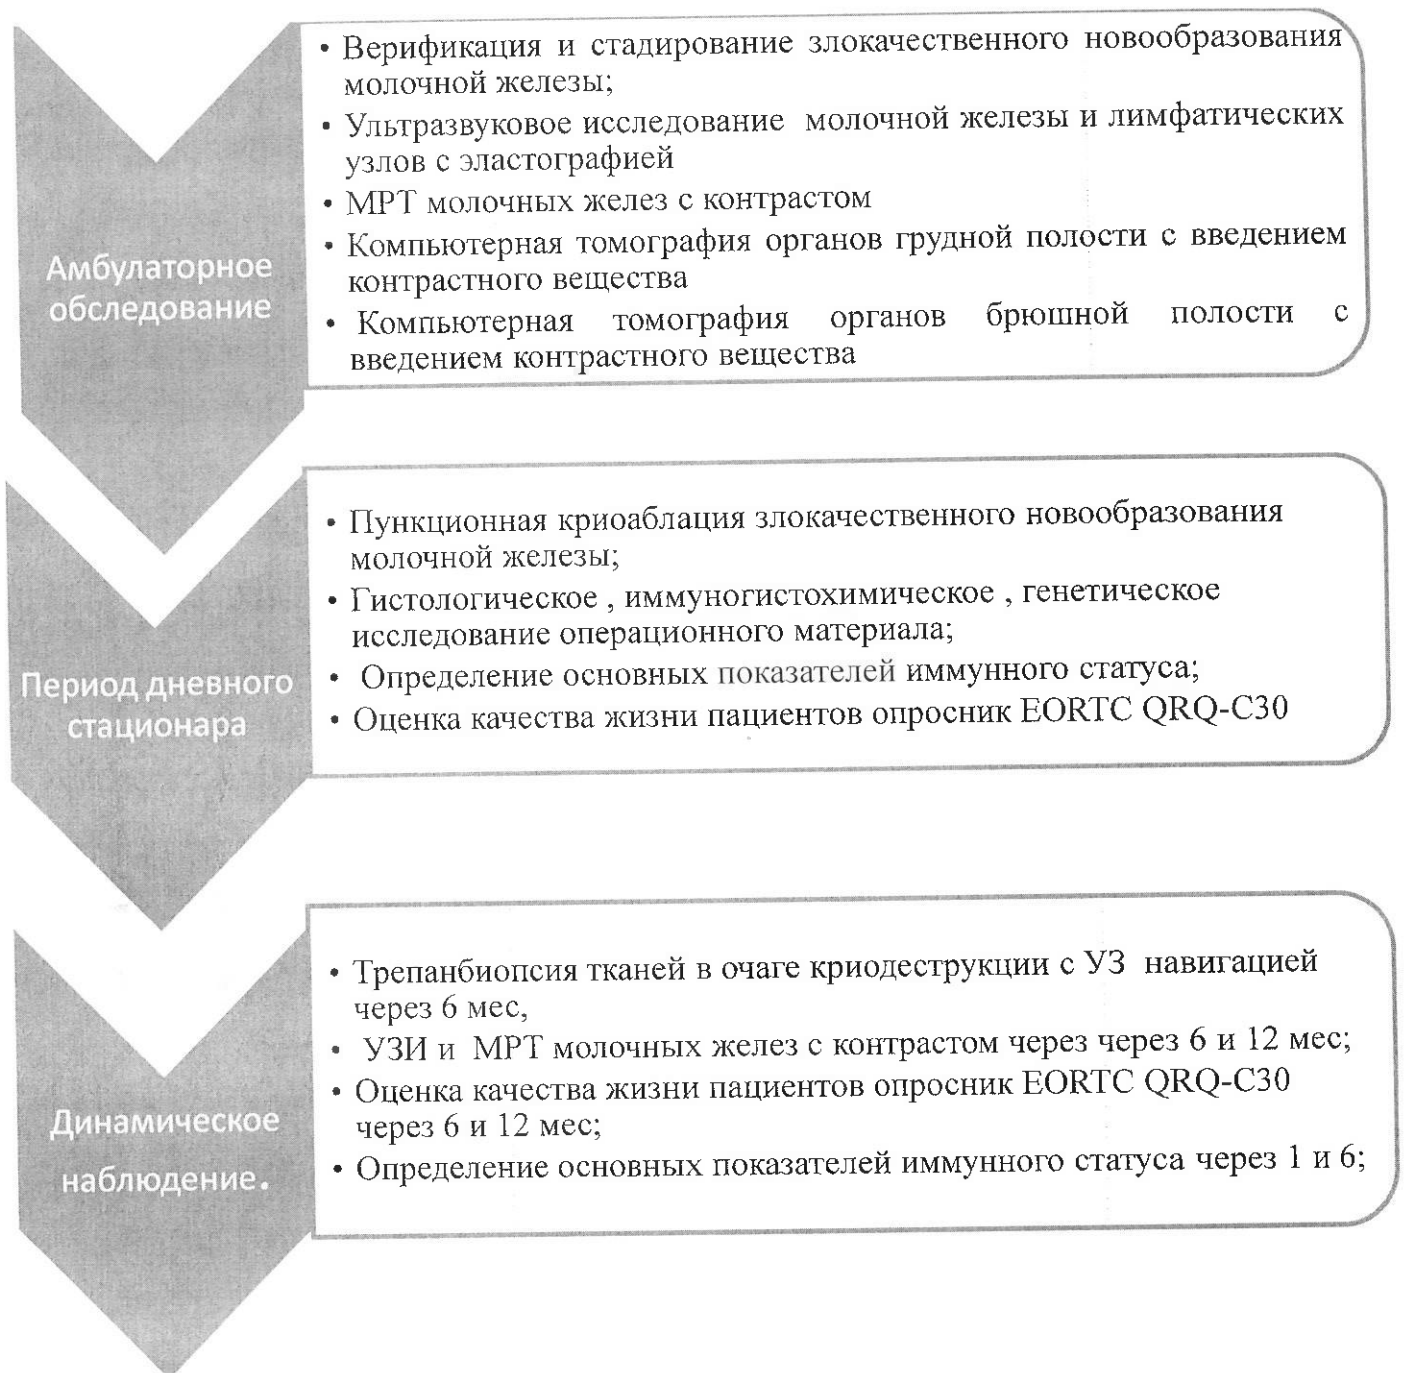 Амбулаторное
обследование
• Верификация и стадирование злокачественного новообразования
молочной железы;
• Ультразвуковое исследование молочной железы и лимфатических
узлов с эластографией
• МРТ молочных желез с контрастом
• Компьютерная томография органов грудной полости с введением
контрастного вещества
• Компьютерная томография органов брюшной полости с
введением контрастного вещества
Период дневного
стационара
• Пункционная криоаблация злокачественного новообразования
молочной железы;
• Гистологическое , иммуногистохимическое , генетическое
исследование операционного материала;
• Определение основных показателей иммунного статуса;
• Оценка качества жизни пациентов опросник EORTC QRQ-C30
Динамическое
наблюдение.
• Трепанбиопсия тканей в очаге криодеструкции с УЗ навигацией
через 6 мес,
• УЗИ и МРТ молочных желез с контрастом через через 6 и 12 мес;
• Оценка качества жизни пациентов опросник EORTC QRQ-C30
через 6 и 12 мес;
• Определение основных показателей иммунного статуса через 1 и 6;